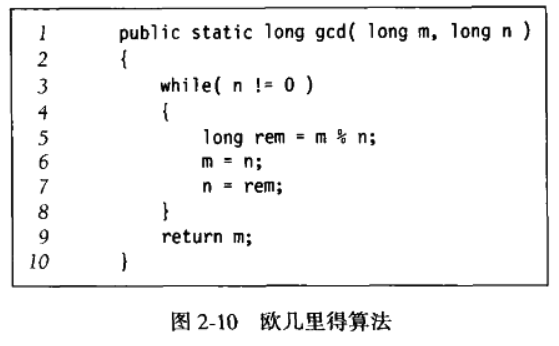 1 public static long gcd( long m, long n )
2 {
3 while( n != 0 )
4 {
5 long rem = m % n;
6 m = n;
7 n = rem;
8 }
9 return m;
10 }
图 2-10 欧几里得算法